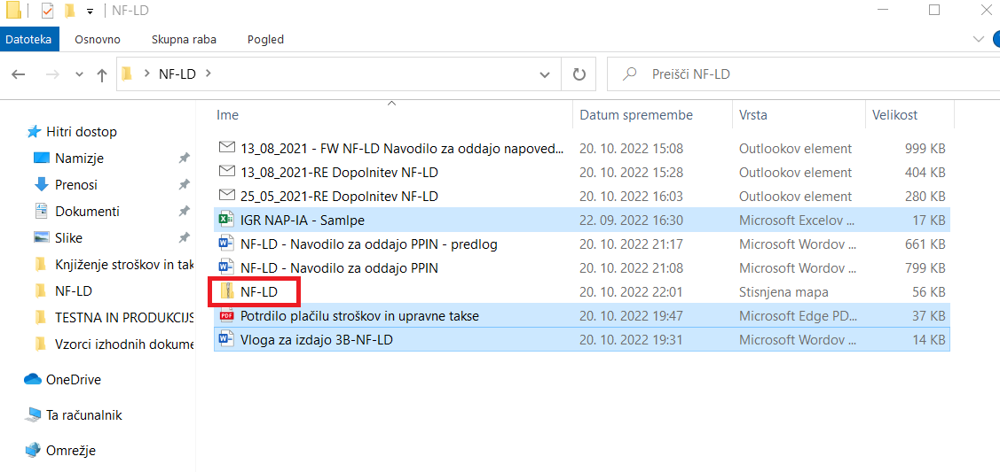 NF-LD
Datoteka Osnovno Skupna raba Pogled
NF-LD Preišči NF-LD
Ime Datum spremembe Vrsta Velikost
Hitri dostop
Namizje
Prenosi
Dokumenti
Slike
Knjiženje stroškov in tak
NF-LD
TESTNA IN PRODUKCIJS
Vzorci izhodnih dokume
OneDrive
Ta računalnik
Omrežje
13_08_2021 - FW NF-LD Navodilo za oddajo napoved... 20. 10. 2022 15:08 Outlookov element 999 KB
13_08_2021-RE Dopolnitev NF-LD 20. 10. 2022 15:28 Outlookov element 404 KB
25_05_2021-RE Dopolnitev NF-LD 20. 10. 2022 16:03 Outlookov element 280 KB
IGR NAP-IA - Samlpe 22. 09. 2022 16:30 Microsoft Excelov ... 17 KB
NF-LD - Navodilo za oddajo PPIN - predlog 20. 10. 2022 21:17 Microsoft Wordov ... 661 KB
NF-LD - Navodilo za oddajo PPIN 20. 10. 2022 21:08 Microsoft Wordov ... 799 KB
NF-LD 20. 10. 2022 22:01 Stisnjena mapa 56 KB
PDF Potrdilo plačilu stroškov in upravne takse 20. 10. 2022 19:47 Microsoft Edge PD... 37 KB
Vloga za izdajo 3B-NF-LD 20. 10. 2022 19:31 Microsoft Wordov ... 14 KB